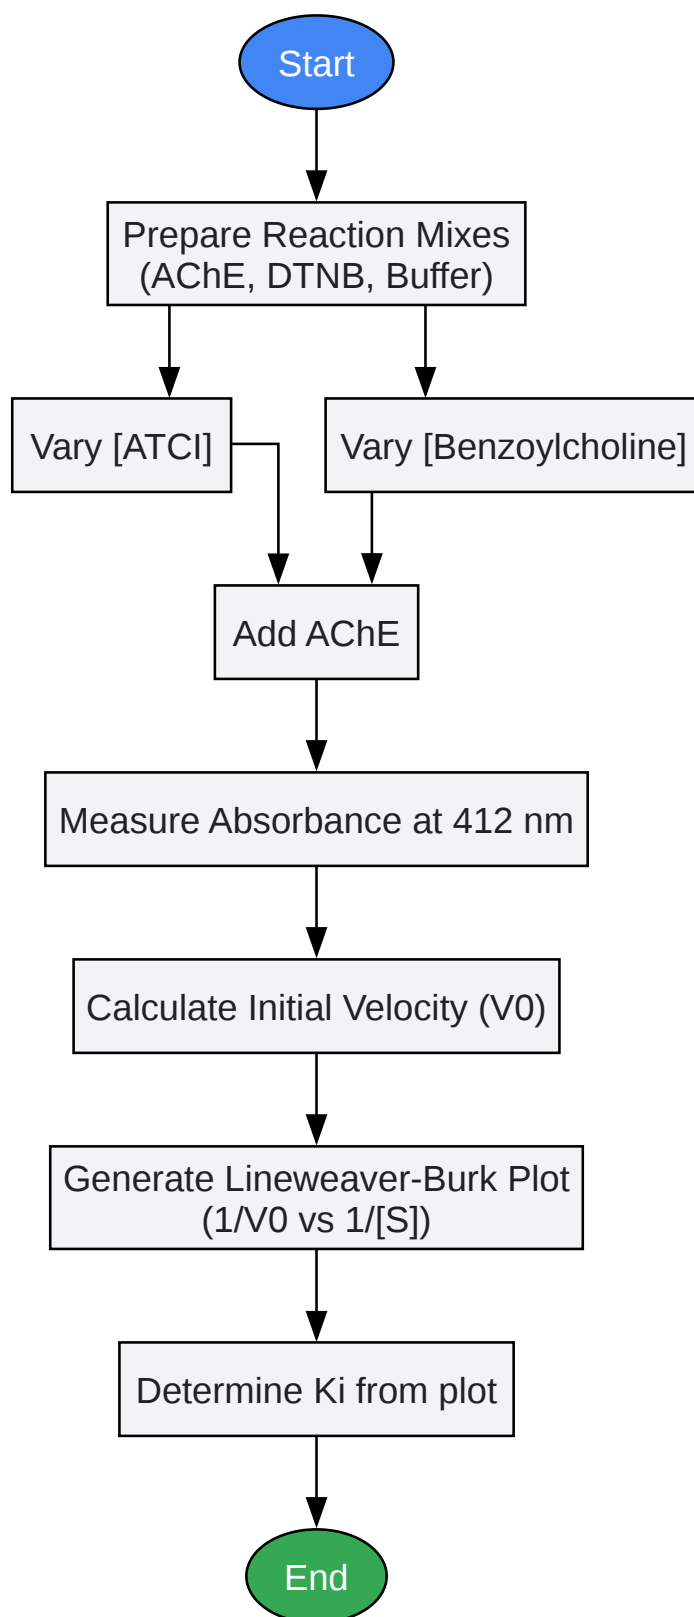 Start
Prepare Reaction Mixes
(AChE, DTNB, Buffer)
Vary [ATCI]
Vary [Benzoylcholine]
Add AChE
Measure Absorbance at 412 nm
Calculate Initial Velocity (V0)
Generate Lineweaver-Burk Plot
(1/V0 vs 1/[S])
Determine Ki from plot
End